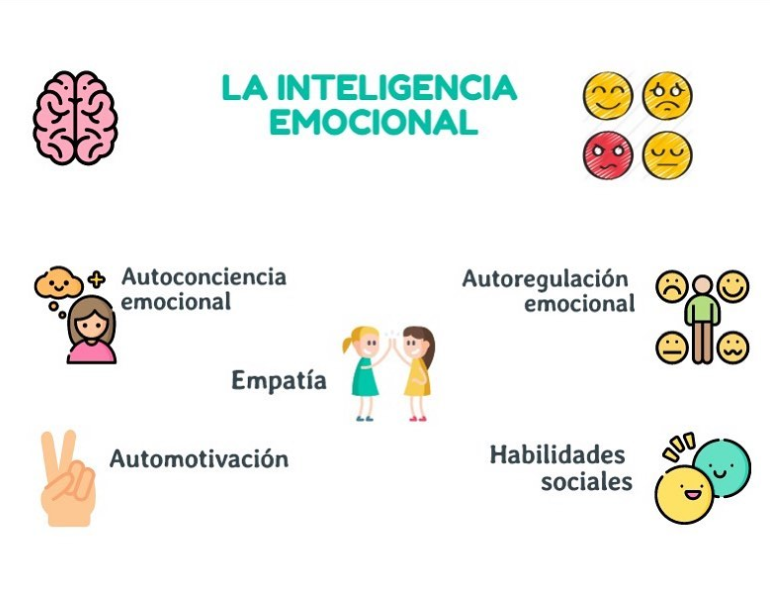 LA INTELIGENCIA
EMOCIONAL
Autoconciencia
emocional
Autoregulación
emocional
Empatía
Automotivación
Habilidades
sociales